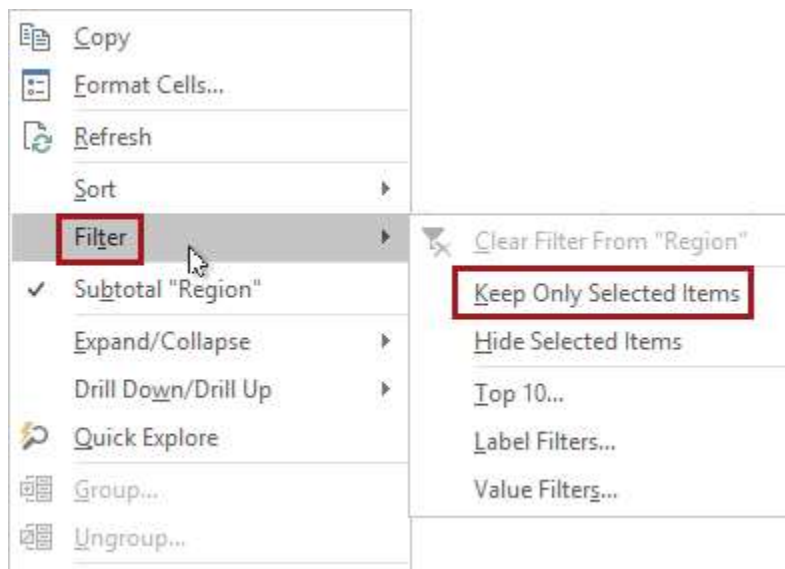 Copy
Format Cells...
Refresh
Sort
Filter
Subtotal "Region"
Expand/Collapse
Drill Down/Drill Up
Quick Explore
Group...
Ungroup...
Clear Filter From "Region"
Keep Only Selected Items
Hide Selected Items
Top 10...
Label Filters...
Value Filters...